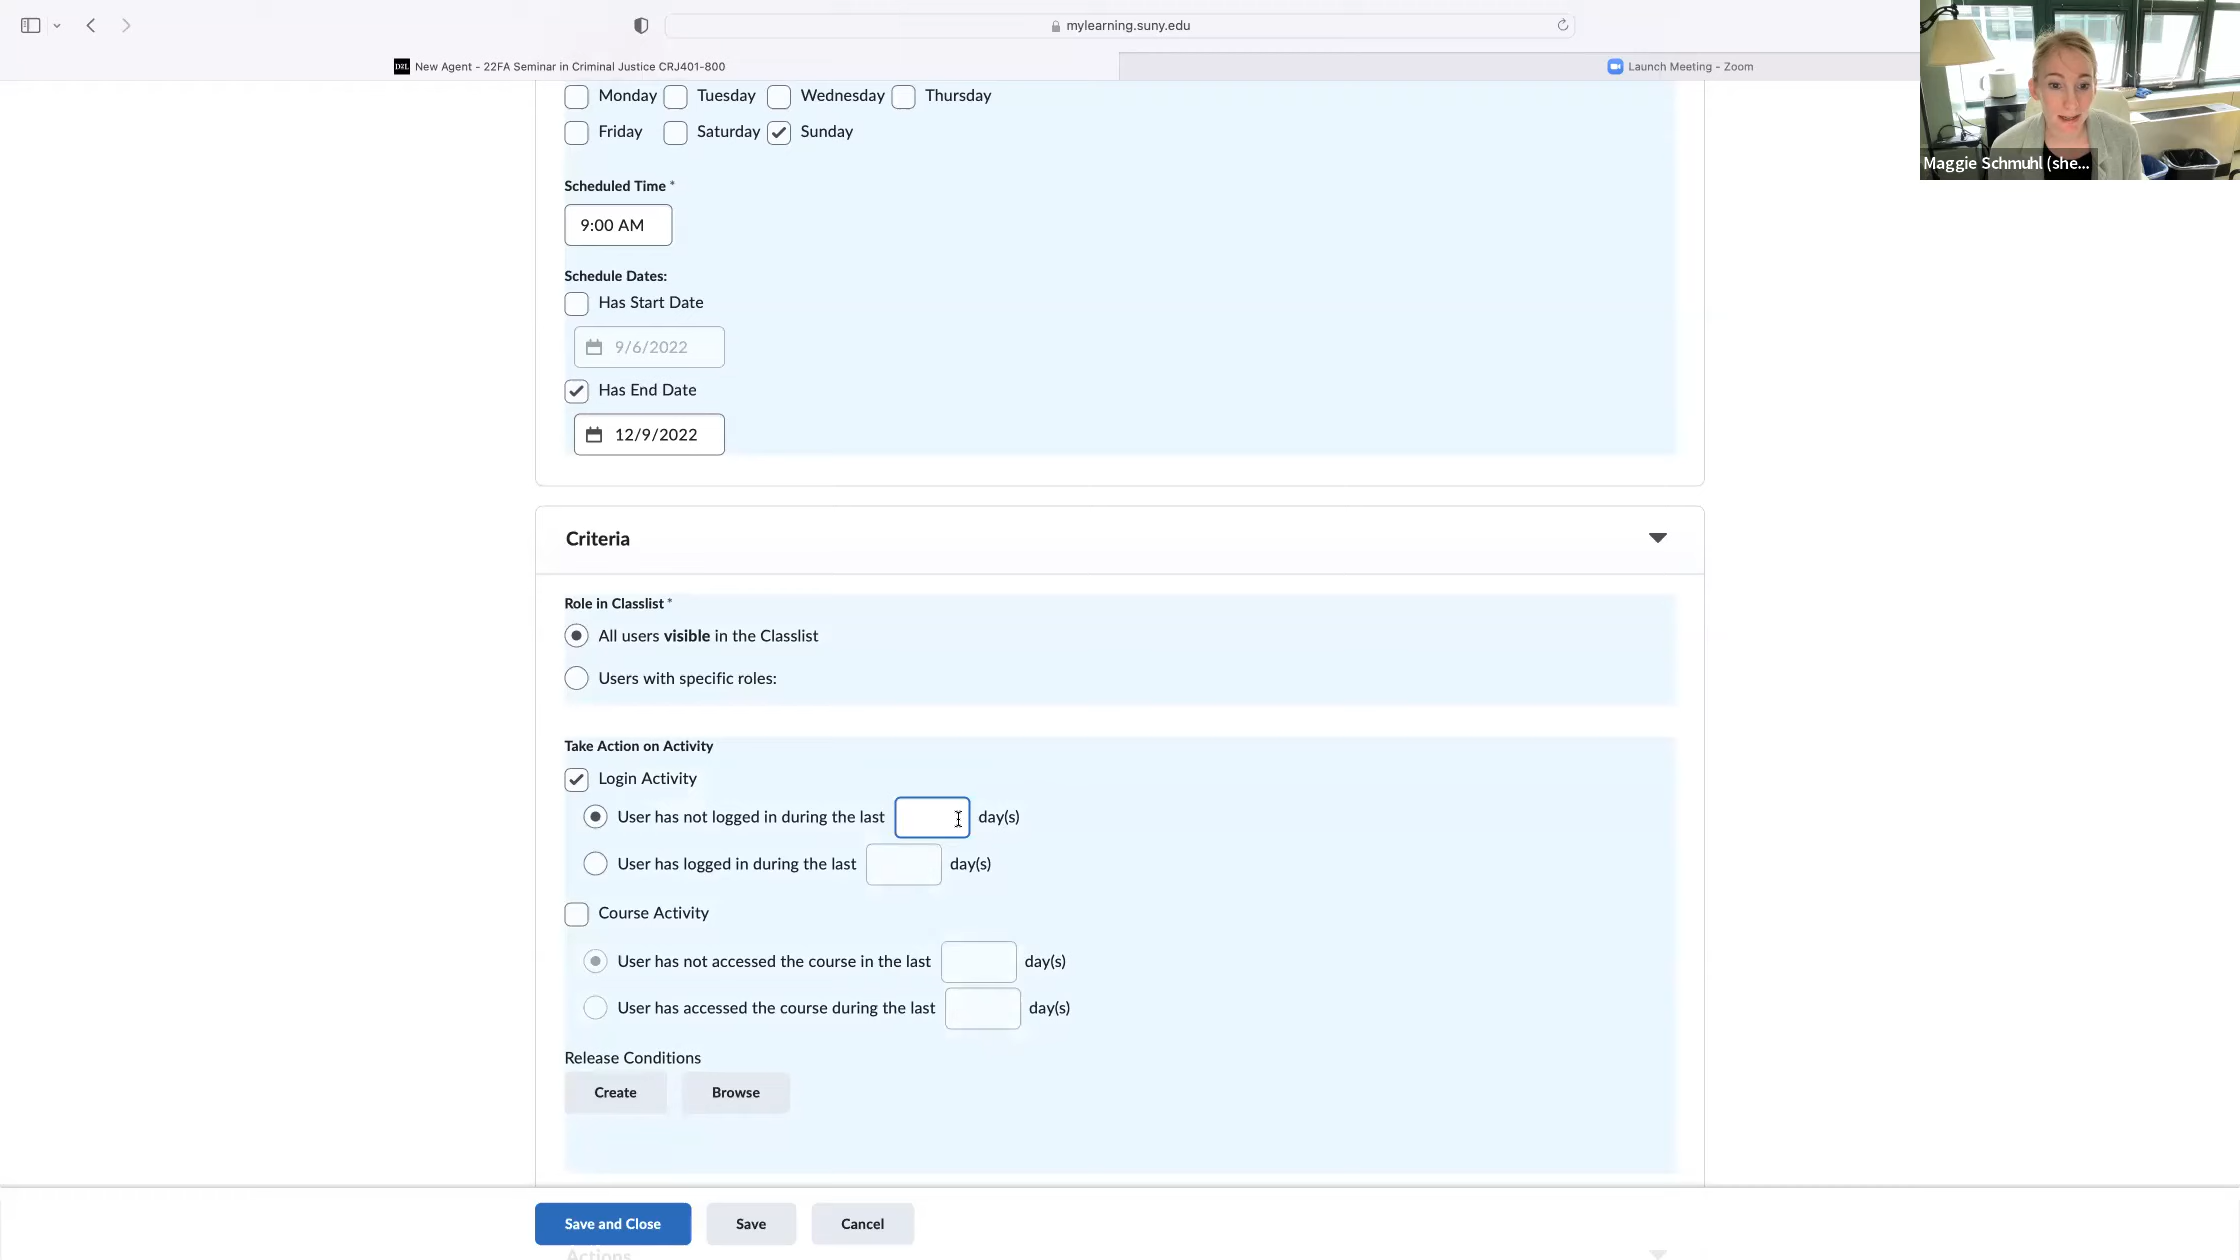 mylearning.suny.edu
D2L New Agent - 22FA Seminar in Criminal Justice CRJ401-800
Launch Meeting - Zoom
Monday Tuesday Wednesday Thursday
Friday Saturday Sunday
Maggie Schmuhl (she...
Scheduled Time *
9:00 AM
Schedule Dates:
Has Start Date
9/6/2022
Has End Date
12/9/2022
Criteria
Role in Classlist *
All users visible in the Classlist
Users with specific roles:
Take Action on Activity
Login Activity
User has not logged in during the last day(s)
User has logged in during the last day(s)
Course Activity
User has not accessed the course in the last day(s)
User has accessed the course during the last day(s)
Release Conditions
Create Browse
Save and Close Save Cancel
Actions